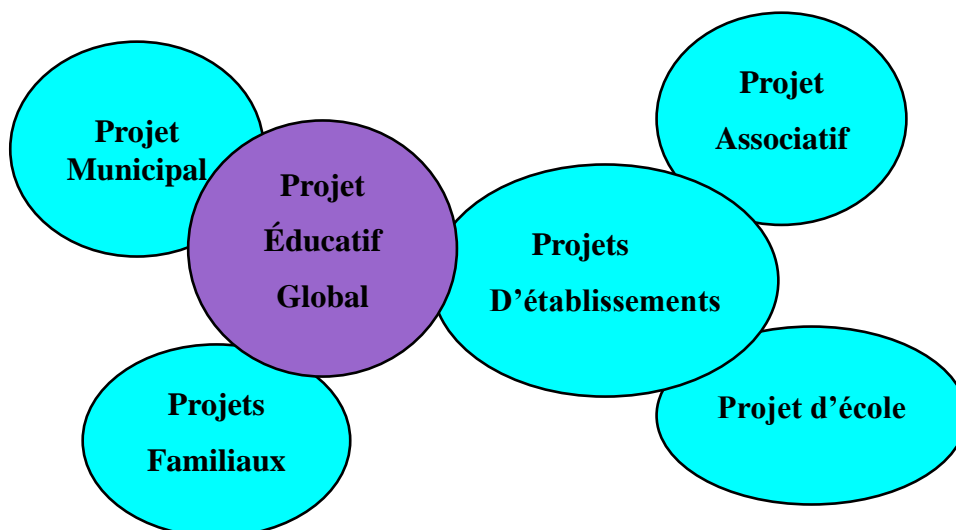 Projet
Municipal
Projet
Éducatif
Global
Projets
D’établissements
Projet
Associatif
Projets
Familiaux
Projet d’école